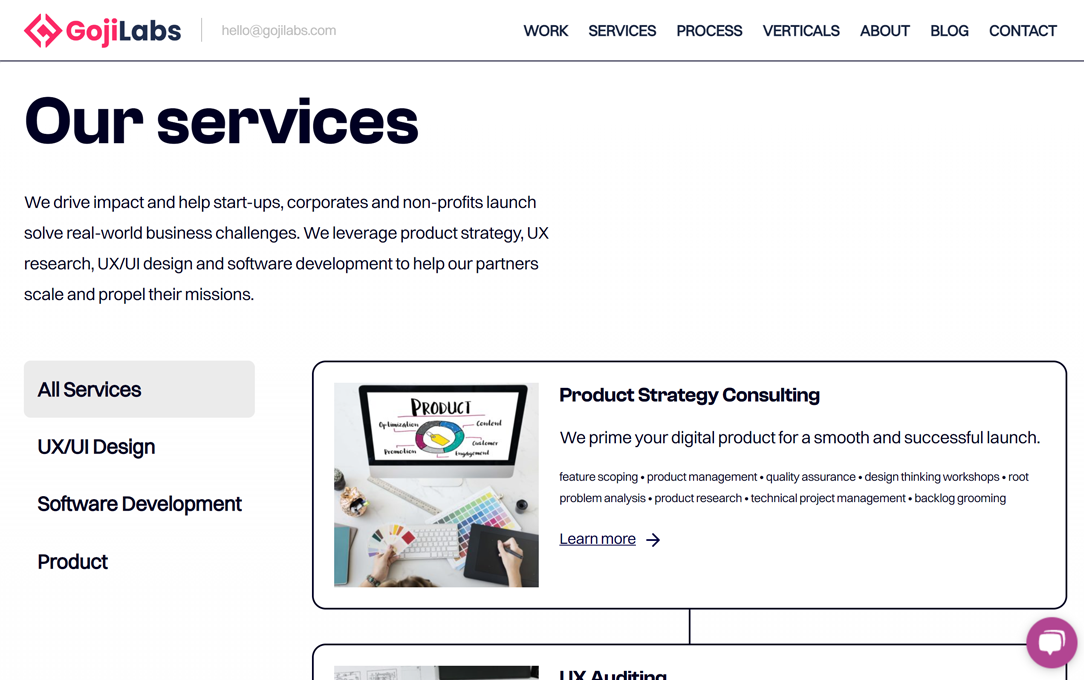 GojiLabs
hello@gojilabs.com
WORK SERVICES PROCESS VERTICALS ABOUT BLOG CONTACT
Our services
We drive impact and help start-ups, corporates and non-profits launch
solve real-world business challenges. We leverage product strategy, UX
research, UX/UI design and software development to help our partners
scale and propel their missions.
All Services
UX/UI Design
Software Development
Product
PRODUCT
Optimization
Content
Customer
Promotion
Engagement
Product Strategy Consulting
We prime your digital product for a smooth and successful launch.
feature scoping • product management • quality assurance • design thinking workshops • root
problem analysis • product research • technical project management • backlog grooming
Learn more
UX Auditing